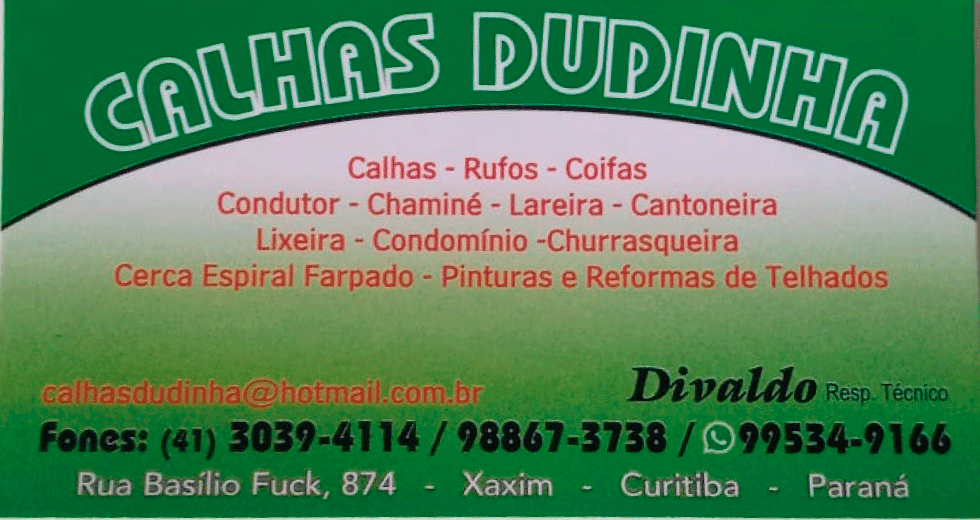 CALHAS DUDINHA
Calhas - Rufos - Coifas
Condutor - Chaminé - Lareira - Cantoneira
Lixeira - Condomínio -Churrasqueira
Cerca Espiral Farpado - Pinturas e Reformas de Telhados
calhasdudinha@hotmail.com.br
Divaldo Resp. Técnico
Fones: (41) 3039-4114 / 98867-3738 / 99534-9166
Rua Basílio Fuck, 874 - Xaxim - Curitiba - Paraná